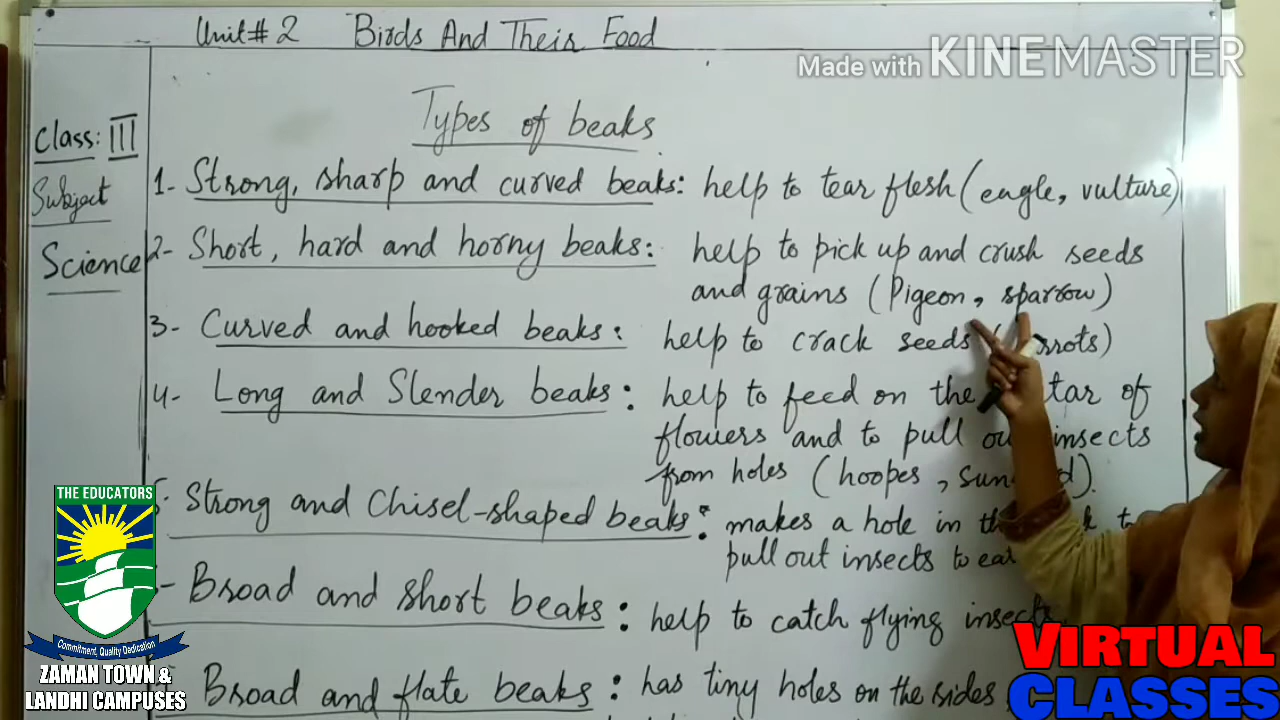 Unit# 2 Birds And Their Food
Made with KINEMASTER
Class: III
Subject
Science
Types of beaks
1- Strong, sharp and curved beaks: help to tear flesh (eagle, vulture)
2- Short, hard and horny beaks: help to pick up and crush seeds
and grains (Pigeon, sparrow)
3- Curved and hooked beaks: help to crack seeds
4- Long and Slender beaks: help to feed on the of
flowers and to pull insects
from holes (hoopes,
Strong and Chisel-shaped beaks: makes a hole in
pull out insects to eat
Broad and short beaks: help to catch flying insects
Broad and flate beaks: has tiny holes on the sides
THE EDUCATORS
Commitment, Quality, Dedication
ZAMAN TOWN &
LANDHI CAMPUSES
VIRTUAL
CLASSES